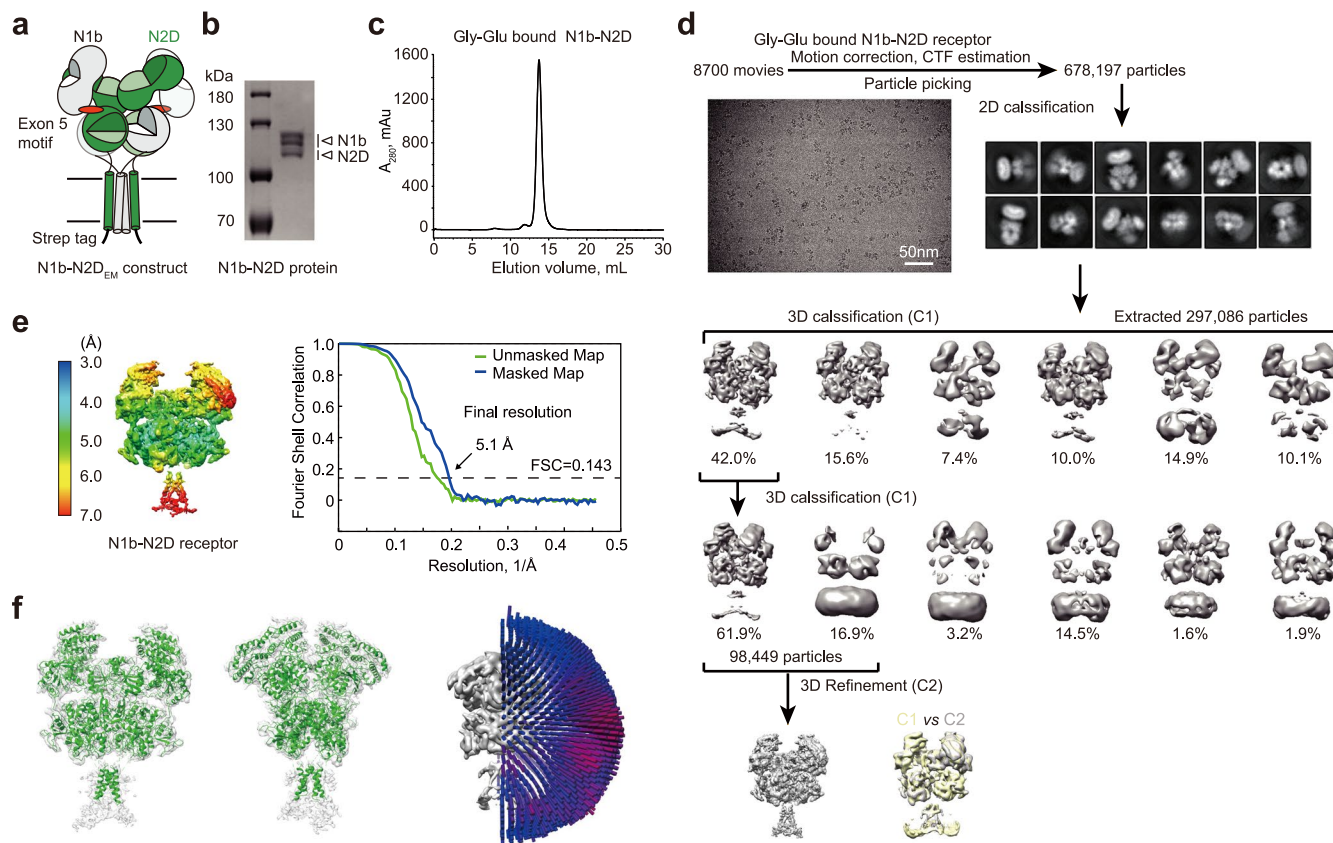 a
N1b
N2D
Exon 5
motif
Strep tag
N1b-N2D_EM construct
b
kDa
180
130
100
70
N1b
N2D
N1b-N2D protein
c
Gly-Glu bound N1b-N2D
A280, mAu
1600
1200
800
400
0
0 5 10 15 20 25 30
Elution volume, mL
d
Gly-Glu bound N1b-N2D receptor
8700 movies
Motion correction, CTF estimation
Particle picking
678,197 particles
2D calssification
50nm
3D calssification (C1)
Extracted 297,086 particles
42.0% 15.6% 7.4% 10.0% 14.9% 10.1%
3D calssification (C1)
61.9% 16.9% 3.2% 14.5% 1.6% 1.9%
98,449 particles
3D Refinement (C2)
C1 vs C2
e
(Å)
3.0
4.0
5.0
6.0
7.0
N1b-N2D receptor
Fourier Shell Correlation
1.0
0.8
0.6
0.4
0.2
0
Unmasked Map
Masked Map
Final resolution
5.1 Å
FSC=0.143
0 0.1 0.2 0.3 0.4 0.5
Resolution, 1/Å
f